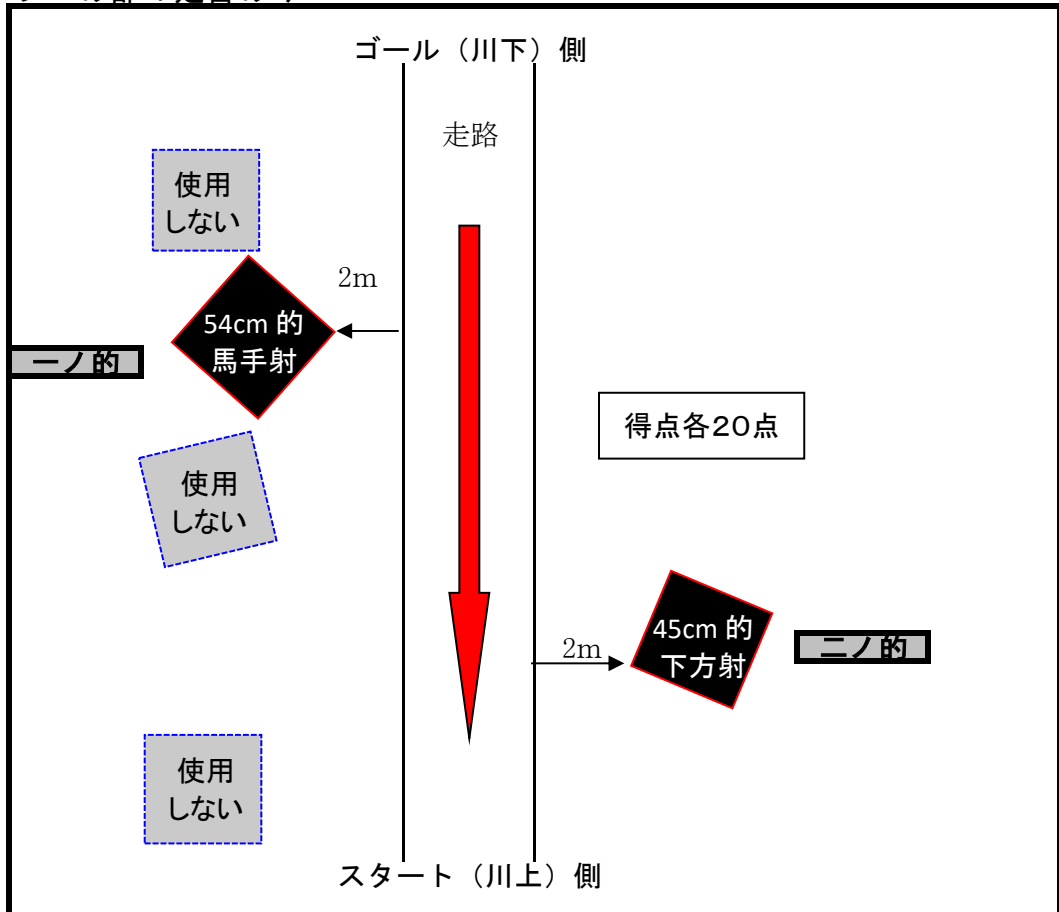 ゴール（川下）側
走路
使用
しない
2m
54cm 的
馬手射
一ノ的
得点各20点
使用
しない
45cm 的
下方射
2m
二ノ的
使用
しない
スタート（川上）側